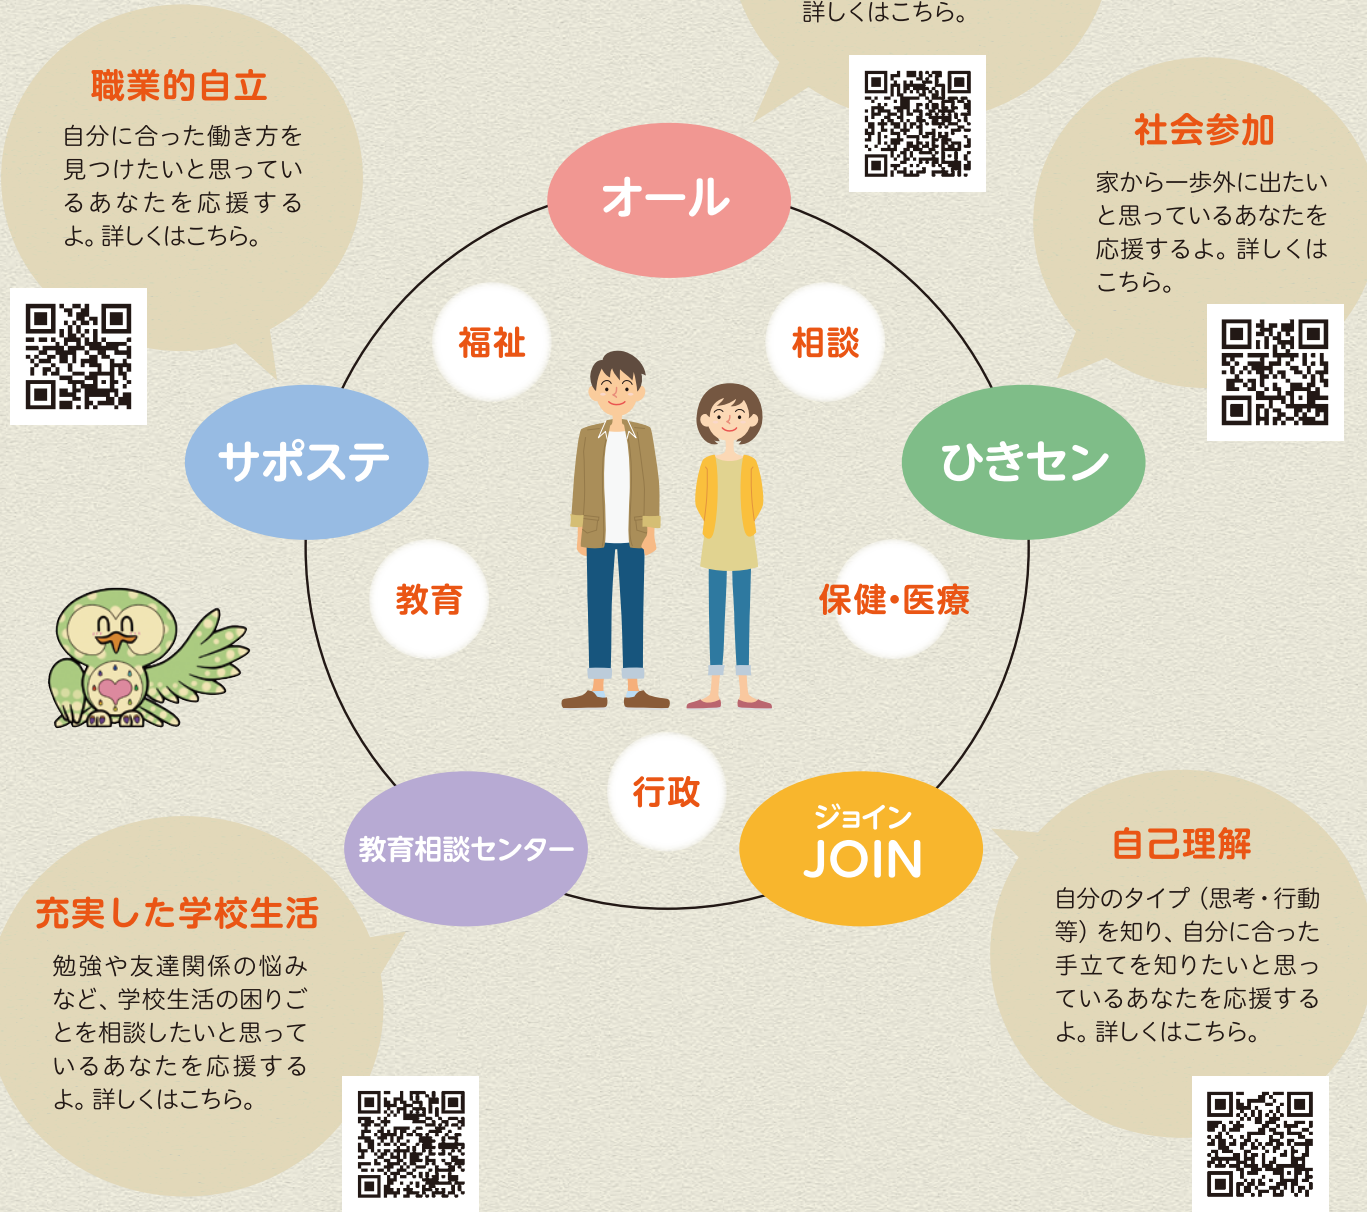 詳しくはこちら。
職業的自立
自分に合った働き方を
見つけたいと思ってい
るあなたを応援する
よ。詳しくはこちら。
社会参加
家から一歩外に出たい
と思っているあなたを
応援するよ。詳しくは
こちら。
オール
福祉
相談
サポステ
ひきセン
教育
保健・医療
行政
教育相談センター
ジョイン
JOIN
充実した学校生活
勉強や友達関係の悩み
など、学校生活の困りご
とを相談したいと思って
いるあなたを応援する
よ。詳しくはこちら。
自己理解
自分のタイプ（思考・行動
等）を知り、自分に合った
手立てを知りたいと思っ
ているあなたを応援する
よ。詳しくはこちら。